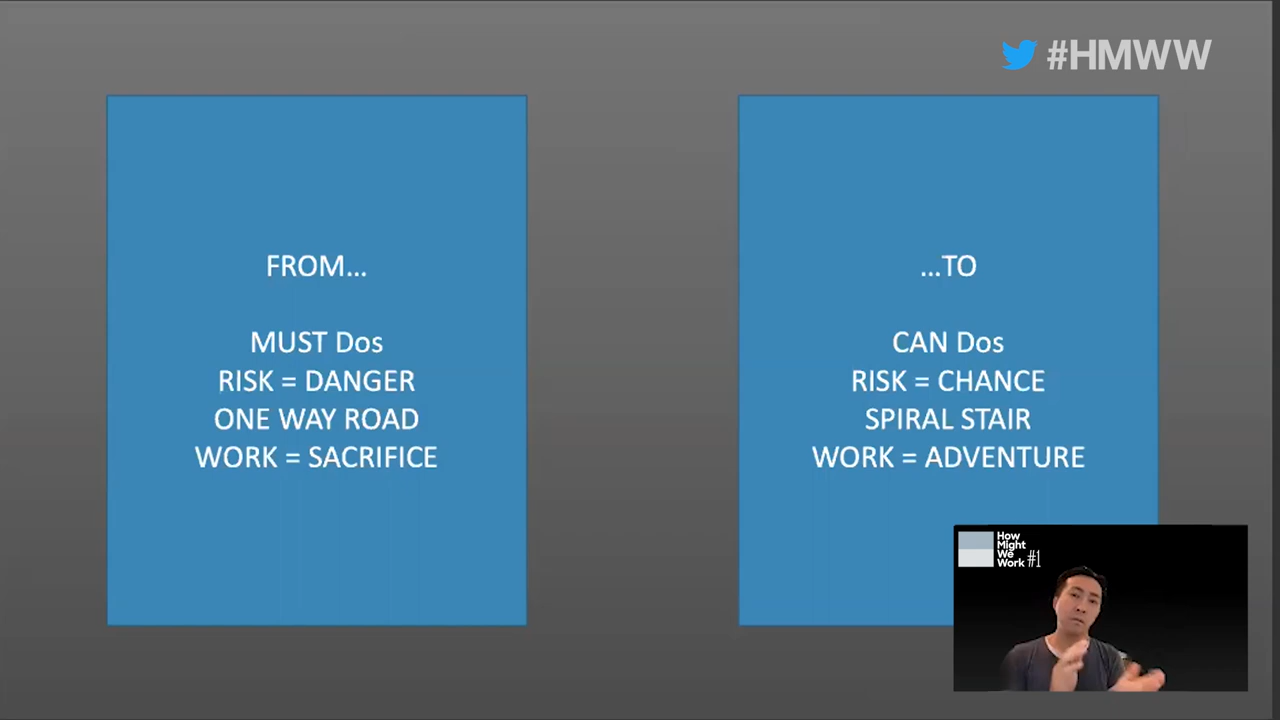 #HMWW
FROM...
MUST Dos
RISK = DANGER
ONE WAY ROAD
WORK = SACRIFICE
...TO
CAN Dos
RISK = CHANCE
SPIRAL STAIR
WORK = ADVENTURE
How
Might
We
Work #1